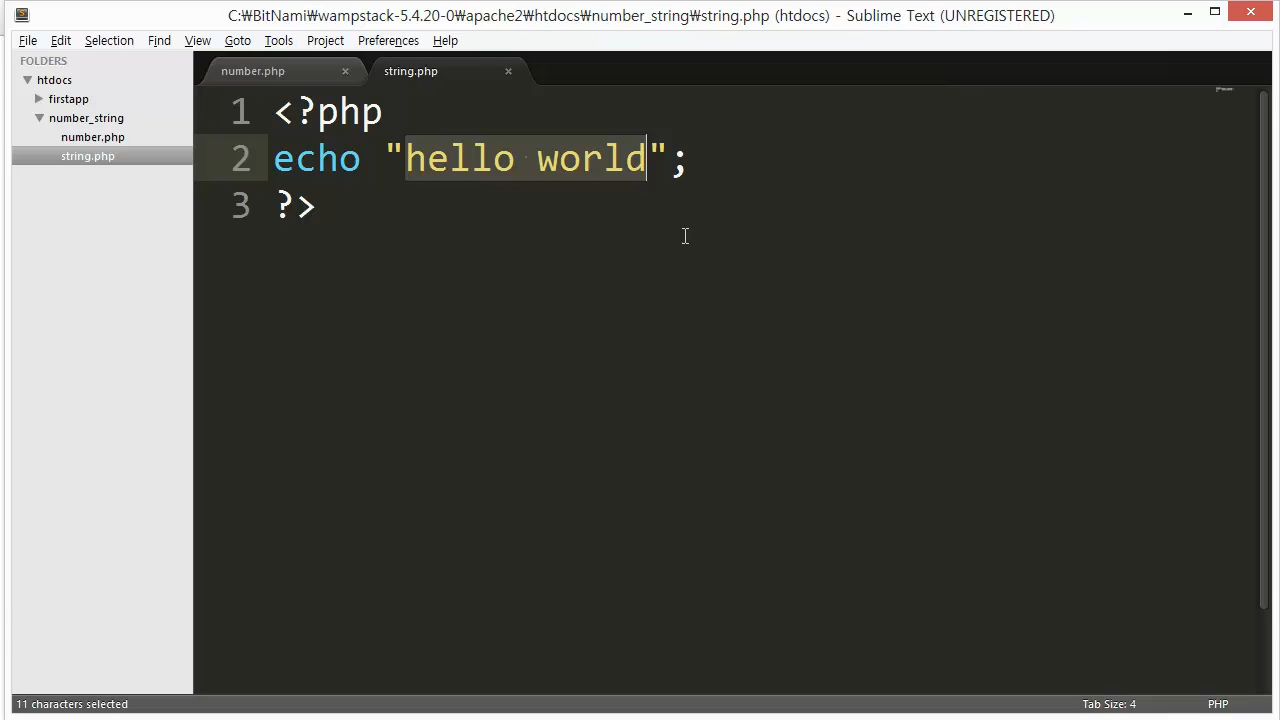 C:₩BitNami₩wampstack-5.4.20-0₩apache2₩htdocs₩number_string₩string.php (htdocs) - Sublime Text (UNREGISTERED)
File Edit Selection Find View Goto Tools Project Preferences Help
FOLDERS
htdocs
firstapp
number_string
number.php
string.php
number.php × string.php ×
1 <?php
2 echo "hello world";
3 ?>
11 characters selected Tab Size: 4 PHP